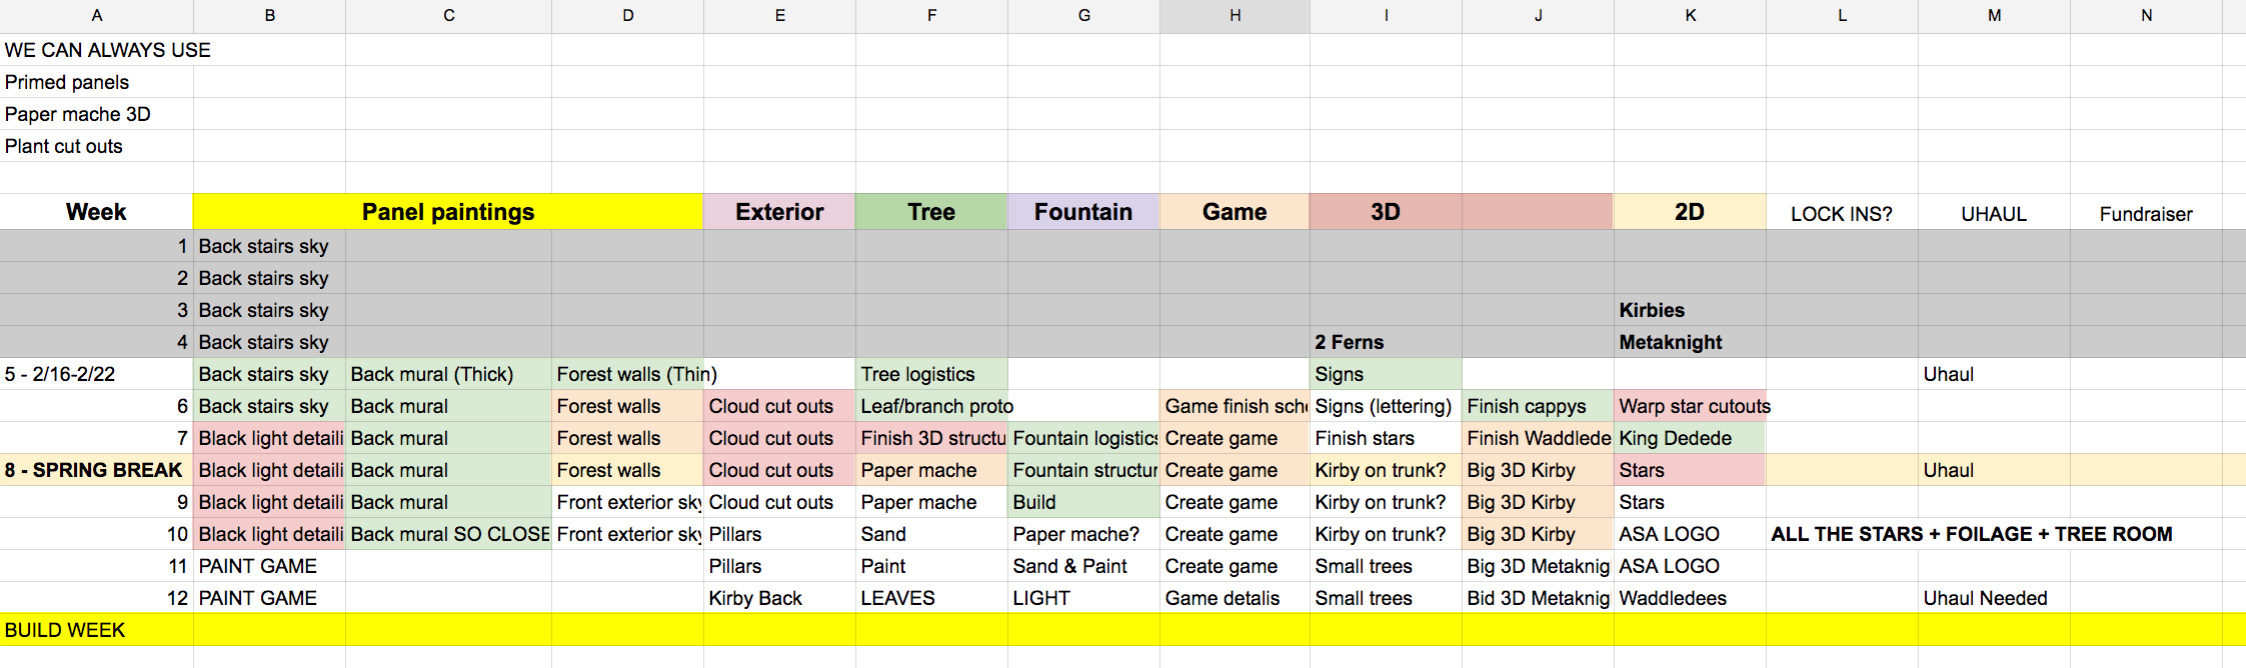 A B C D E F G H I J K L M N
WE CAN ALWAYS USE
Primed panels
Paper mache 3D
Plant cut outs
Week Panel paintings Exterior Tree Fountain Game 3D 2D LOCK INS? UHAUL Fundraiser
1 Back stairs sky
2 Back stairs sky
3 Back stairs sky Kirbies
4 Back stairs sky 2 Ferns Metaknight
5 - 2/16-2/22 Back stairs sky Back mural (Thick) Forest walls (Thin) Tree logistics Signs Uhaul
6 Back stairs sky Back mural Forest walls Cloud cut outs Leaf/branch proto Game finish sch Signs (lettering) Finish cappys Warp star cutouts
7 Black light detaili Back mural Forest walls Cloud cut outs Finish 3D structu Fountain logistics Create game Finish stars Finish Waddlede King Dedede
8 - SPRING BREAK Black light detaili Back mural Forest walls Cloud cut outs Paper mache Fountain structur Create game Kirby on trunk? Big 3D Kirby Stars Uhaul
9 Black light detaili Back mural Front exterior sky Cloud cut outs Paper mache Build Create game Kirby on trunk? Big 3D Kirby Stars
10 Black light detaili Back mural SO CLOSE Front exterior sky Pillars Sand Paper mache? Create game Kirby on trunk? Big 3D Kirby ASA LOGO ALL THE STARS + FOILAGE + TREE ROOM
11 PAINT GAME Pillars Paint Sand & Paint Create game Small trees Big 3D Metaknig ASA LOGO
12 PAINT GAME Kirby Back LEAVES LIGHT Game detalis Small trees Bid 3D Metaknig Waddledees Uhaul Needed
BUILD WEEK